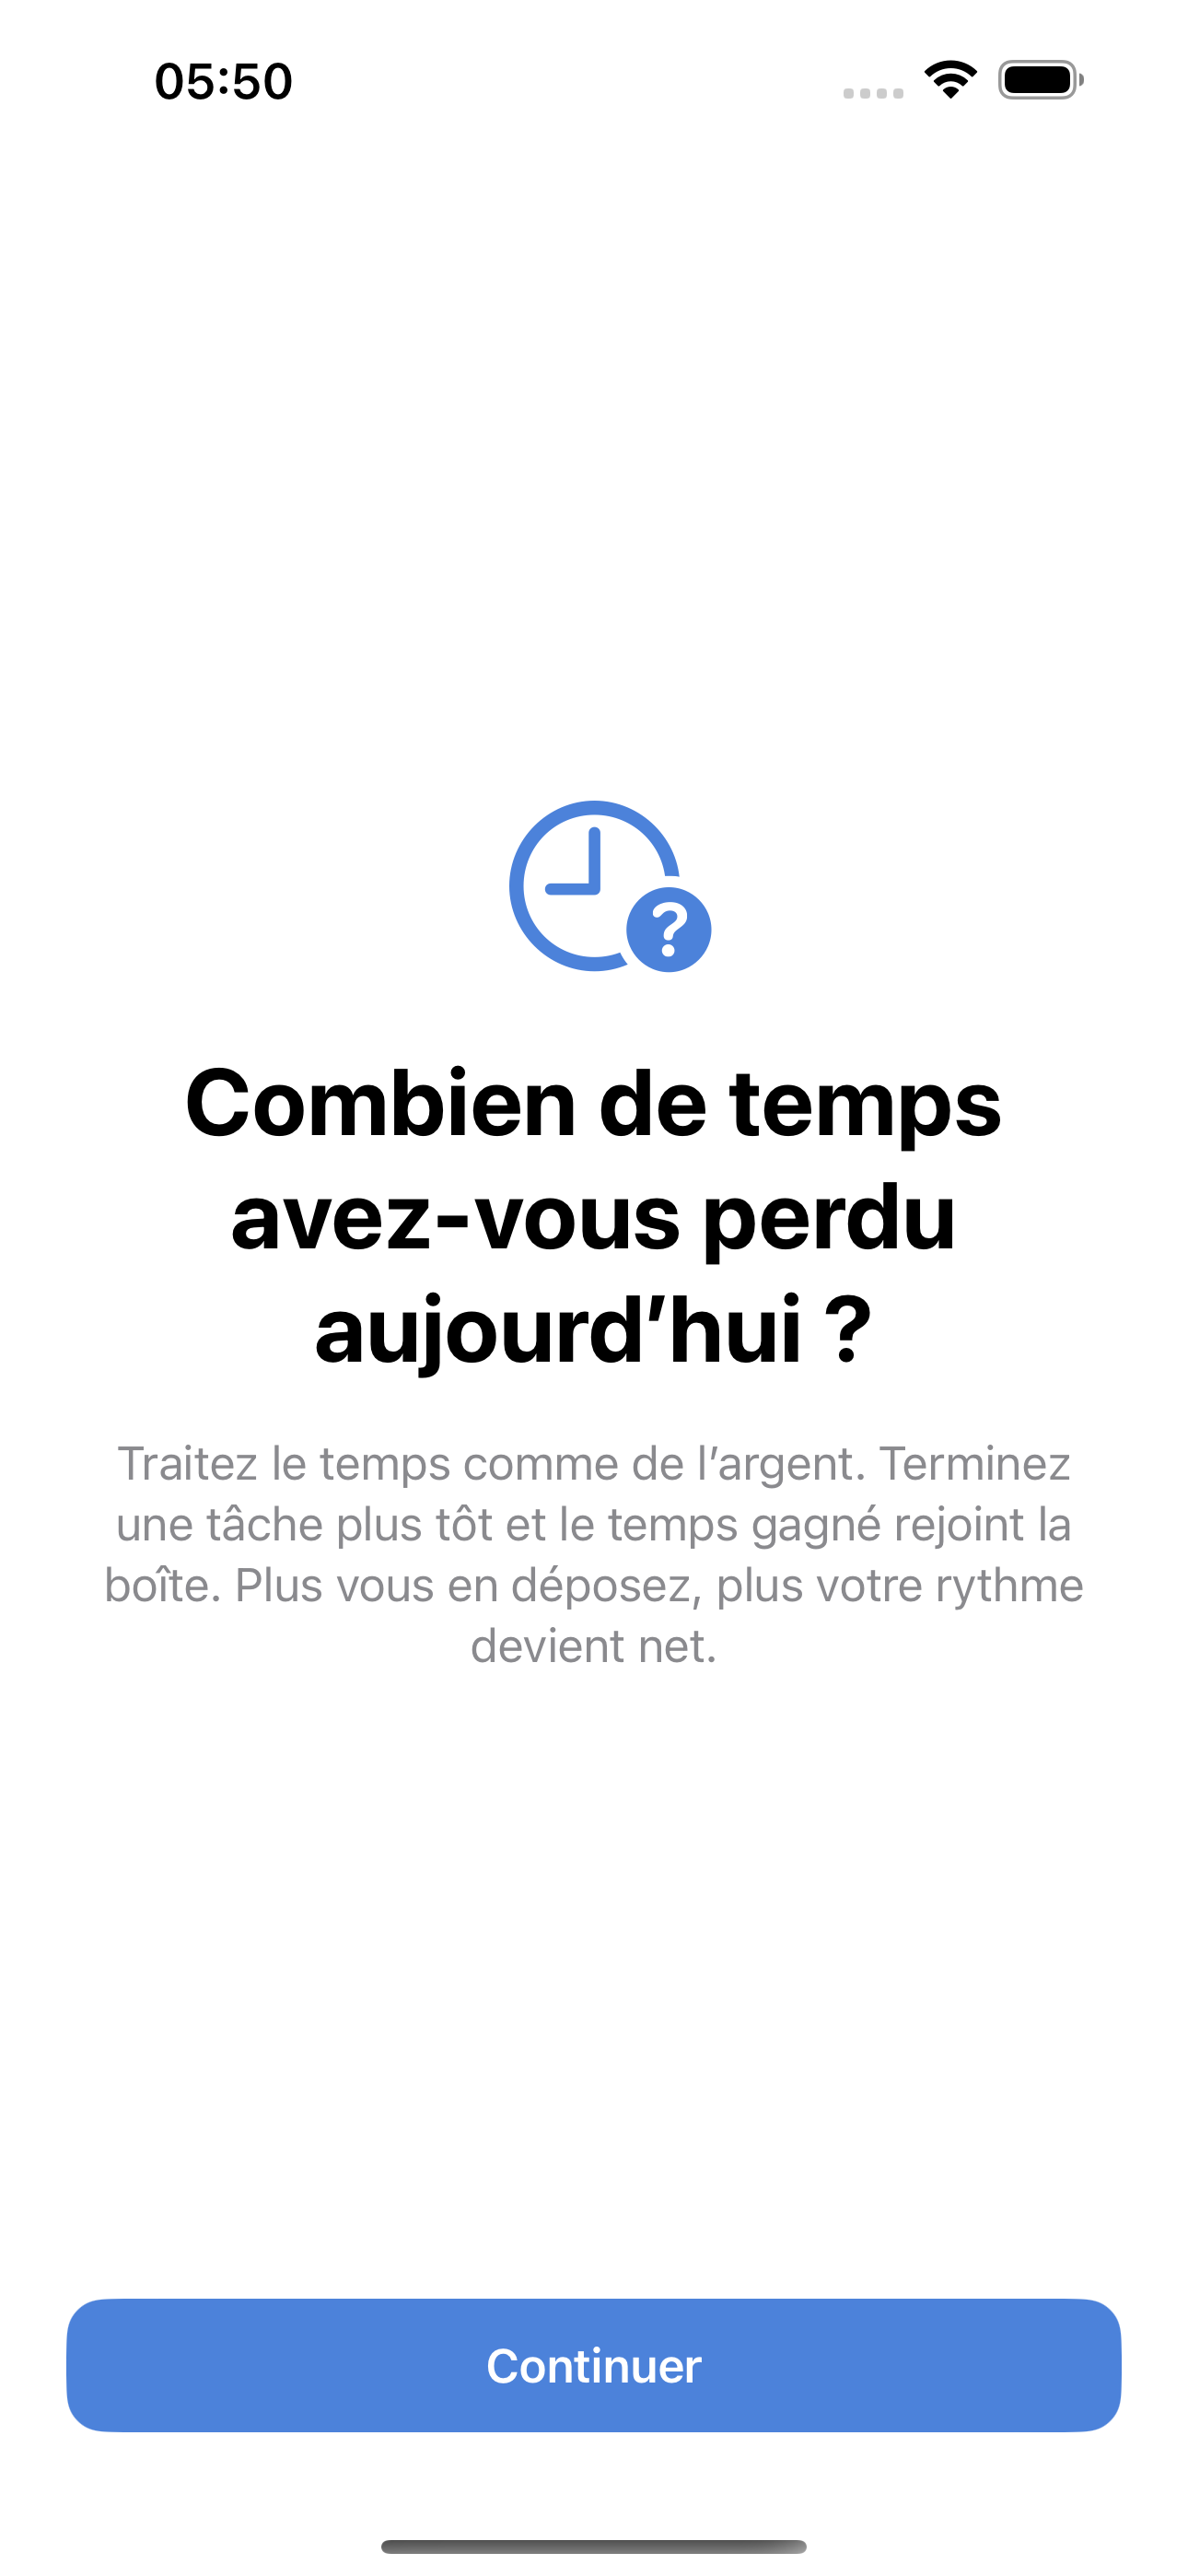 05:50
?
Combien de temps
avez-vous perdu
aujourd’hui ?
Traitez le temps comme de l’argent. Terminez
une tâche plus tôt et le temps gagné rejoint la
boîte. Plus vous en déposez, plus votre rythme
devient net.
Continuer